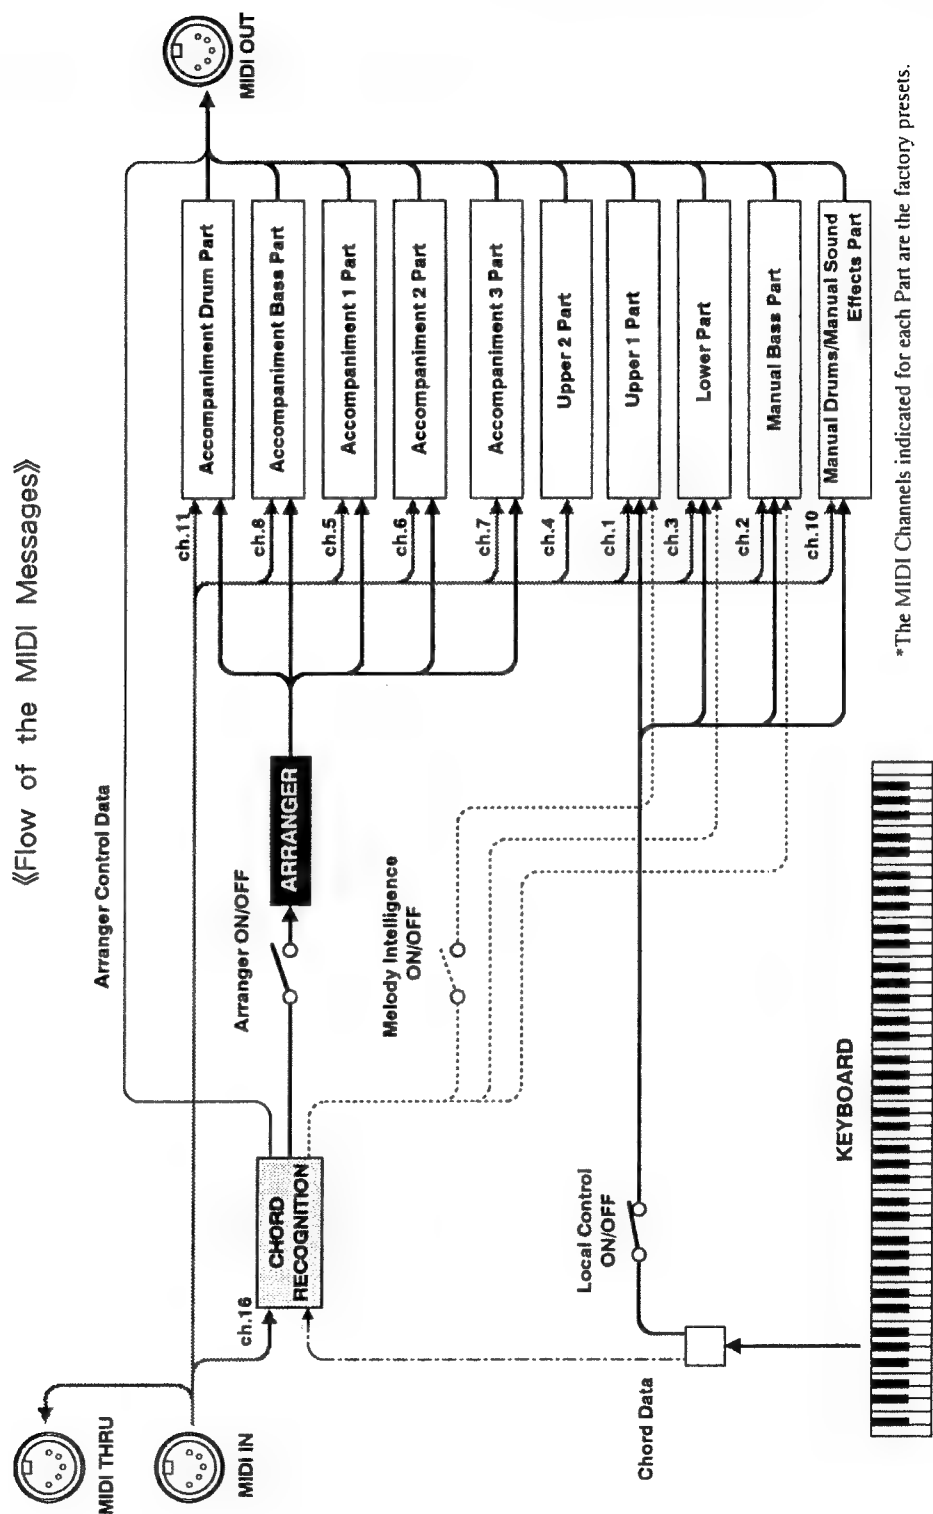 《Flow of the MIDI Messages》
MIDI THRU
MIDI IN
MIDI OUT
Arranger Control Data
ch.16
CHORD
RECOGNITION
Arranger ON/OFF
ARRANGER
Melody Intelligence
ON/OFF
Chord Data
Local Control
ON/OFF
KEYBOARD
ch.11
Accompaniment Drum Part
ch.8
Accompaniment Bass Part
ch.5
Accompaniment 1 Part
ch.6
Accompaniment 2 Part
ch.7
Accompaniment 3 Part
ch.4
Upper 2 Part
ch.1
Upper 1 Part
ch.3
Lower Part
ch.2
Manual Bass Part
ch.10
Manual Drums/Manual Sound
Effects Part
*The MIDI Channels indicated for each Part are the factory presets.